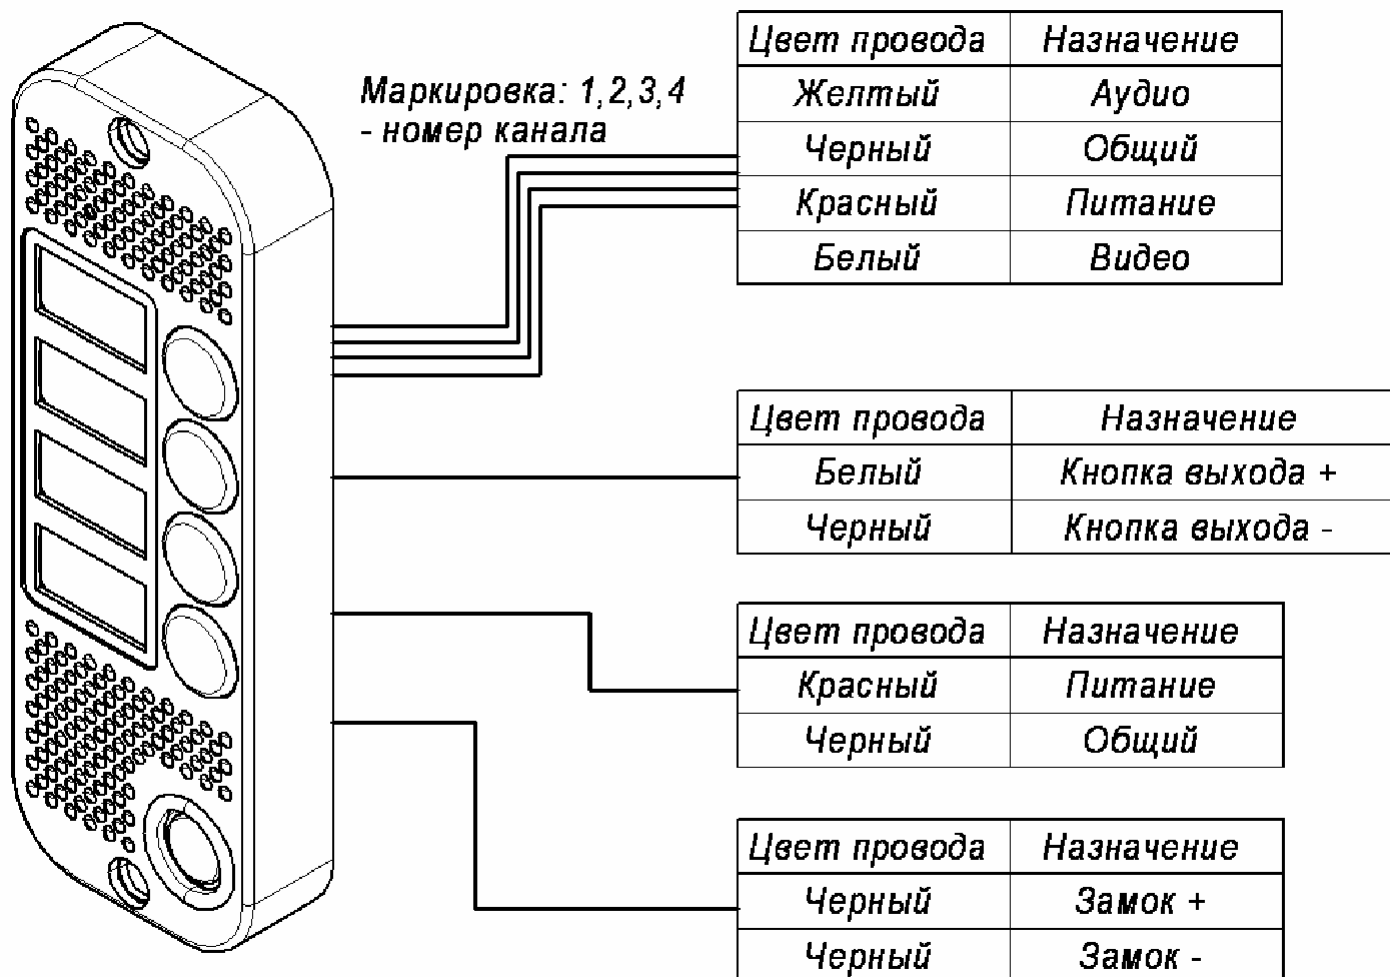 Маркировка: 1,2,3,4
- номер канала
Цвет провода Назначение
Желтый Аудио
Черный Общий
Красный Питание
Белый Видео
Цвет провода Назначение
Белый Кнопка выхода +
Черный Кнопка выхода -
Цвет провода Назначение
Красный Питание
Черный Общий
Цвет провода Назначение
Черный Замок +
Черный Замок -